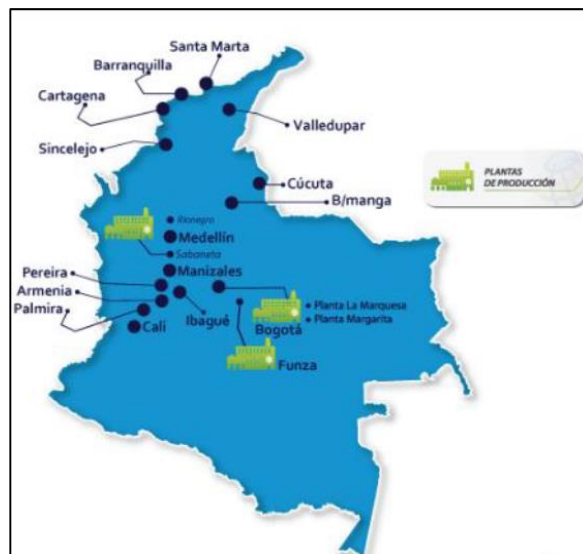 Santa Marta
Barranquilla
Cartagena
Valledupar
Sincelejo
PLANTAS
DE PRODUCCIÓN
Cúcuta
B/manga
Rionegro
Medellín
Sabaneta
Manizales
Pereira
Armenia
Palmira
Ibagué
Cali
Bogotá
Planta La Marquesa
Planta Margarita
Funza